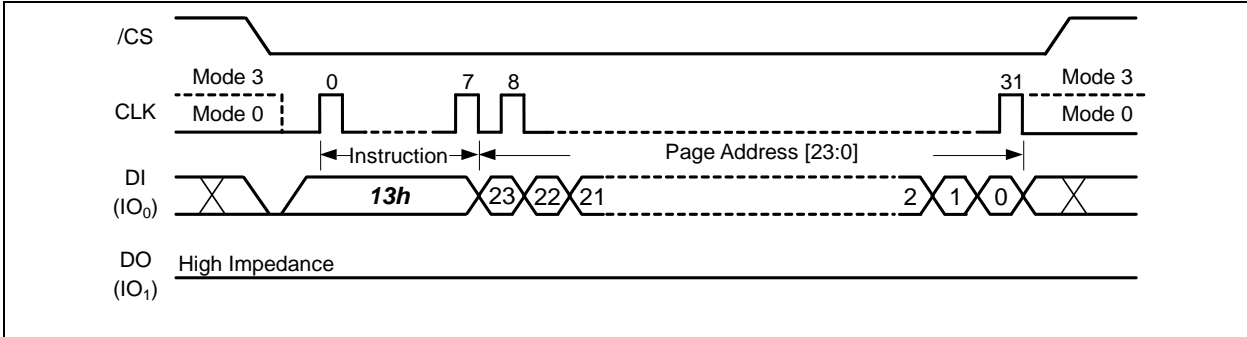 /CS
Mode 3 0 7 8 31 Mode 3
CLK Mode 0 Mode 0
Instruction Page Address [23:0]
DI
(IO₀) 13h 23 22 21 2 1 0
DO High Impedance
(IO₁)